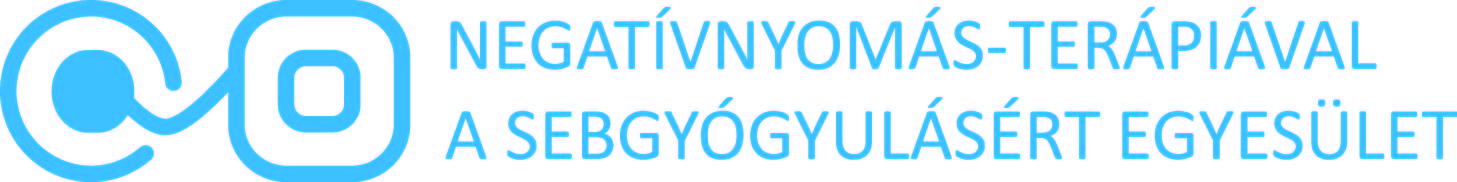 NEGATÍVNYOMÁS-TERÁPIÁVAL
A SEBGYÓGYULÁSÉRT EGYESÜLET